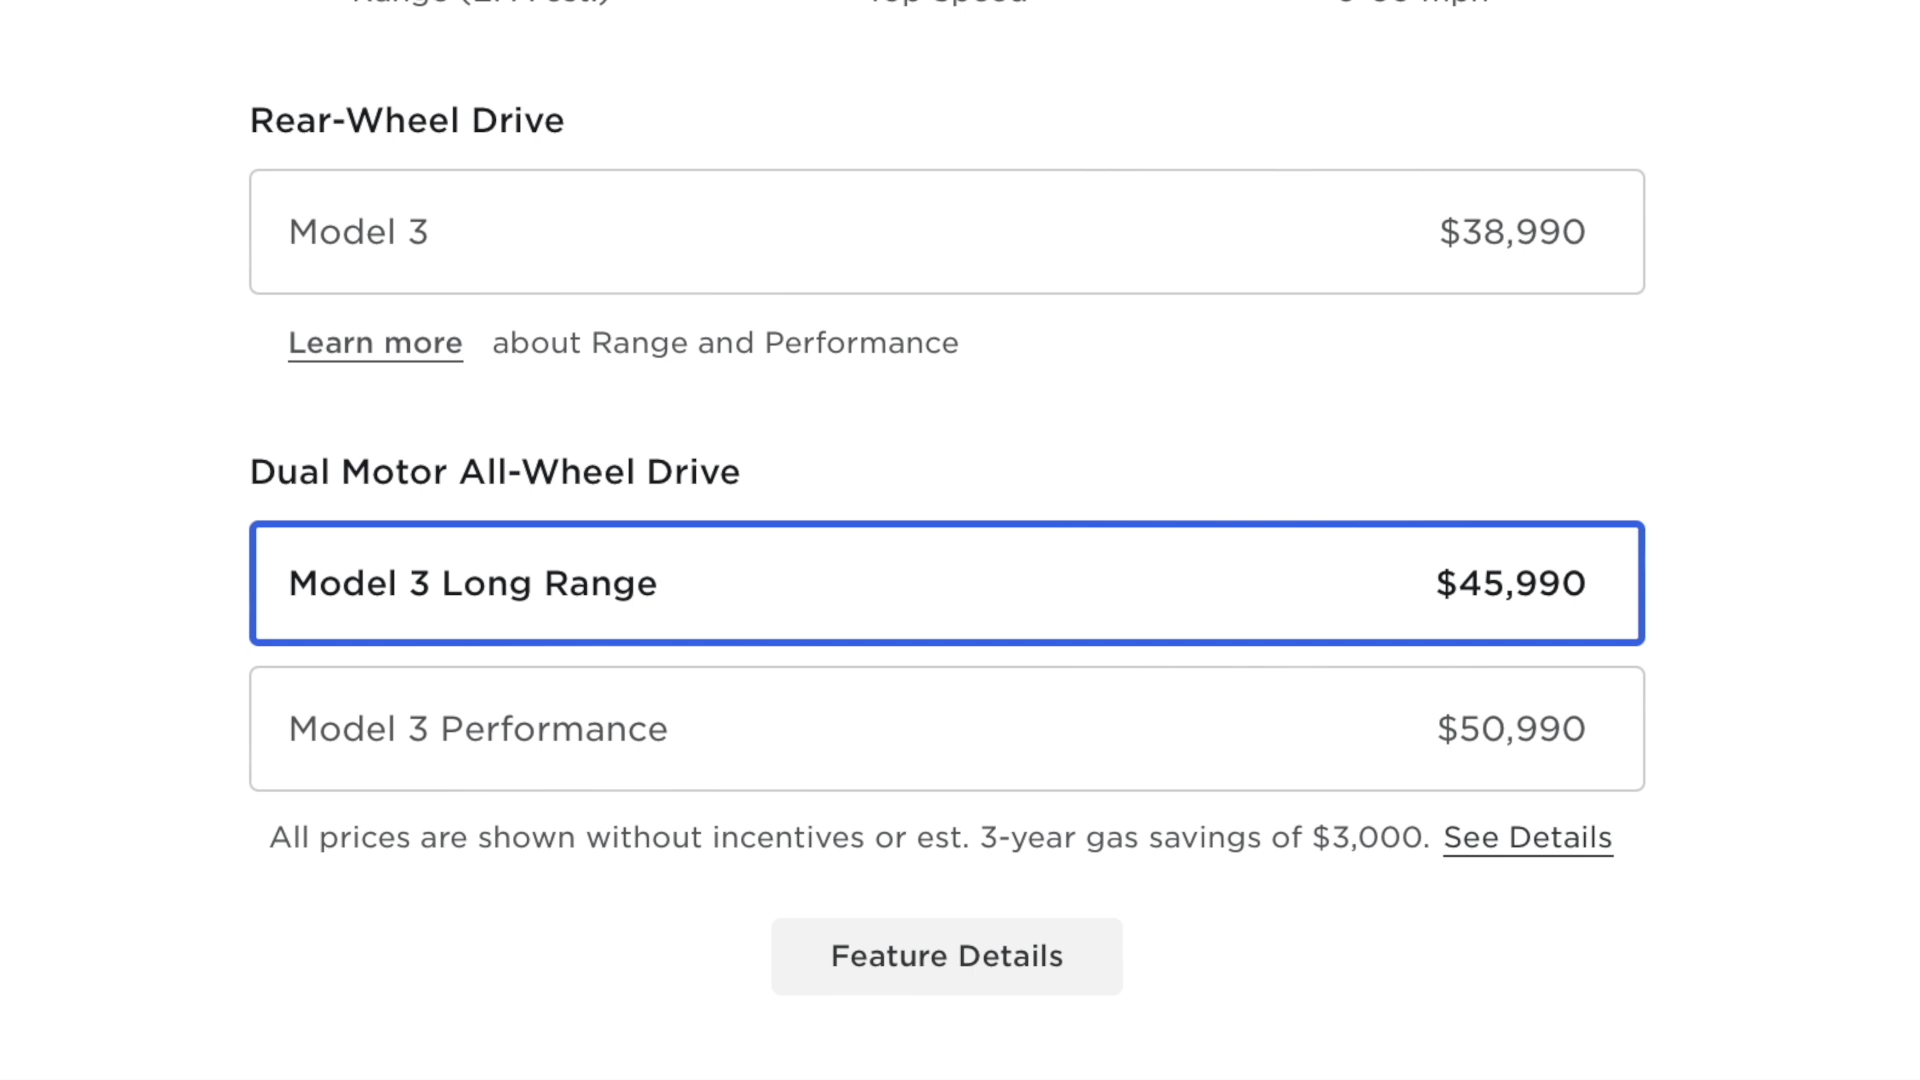 Rear-Wheel Drive
Model 3 $38,990
Learn more about Range and Performance
Dual Motor All-Wheel Drive
Model 3 Long Range $45,990
Model 3 Performance $50,990
All prices are shown without incentives or est. 3-year gas savings of $3,000. See Details
Feature Details